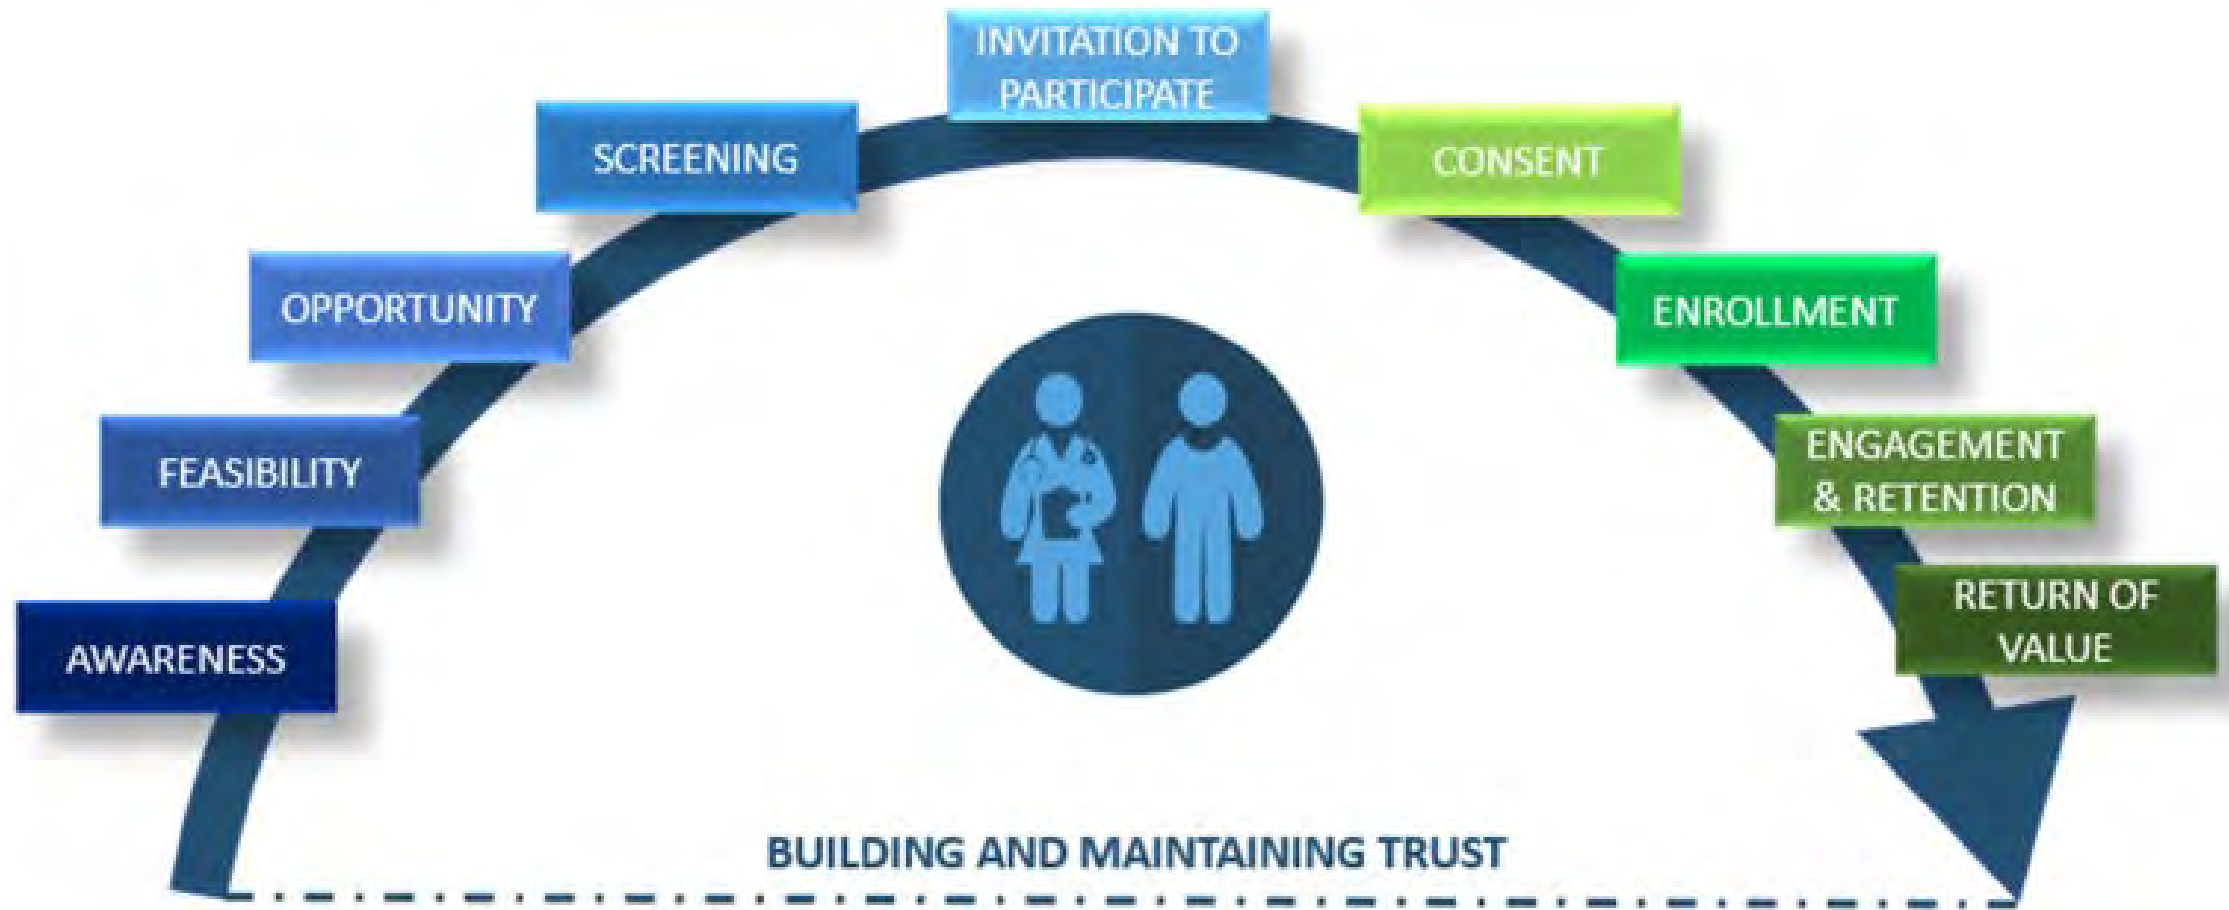 AWARENESS
FEASIBILITY
OPPORTUNITY
SCREENING
INVITATION TO
PARTICIPATE
CONSENT
ENROLLMENT
ENGAGEMENT
& RETENTION
RETURN OF
VALUE
BUILDING AND MAINTAINING TRUST